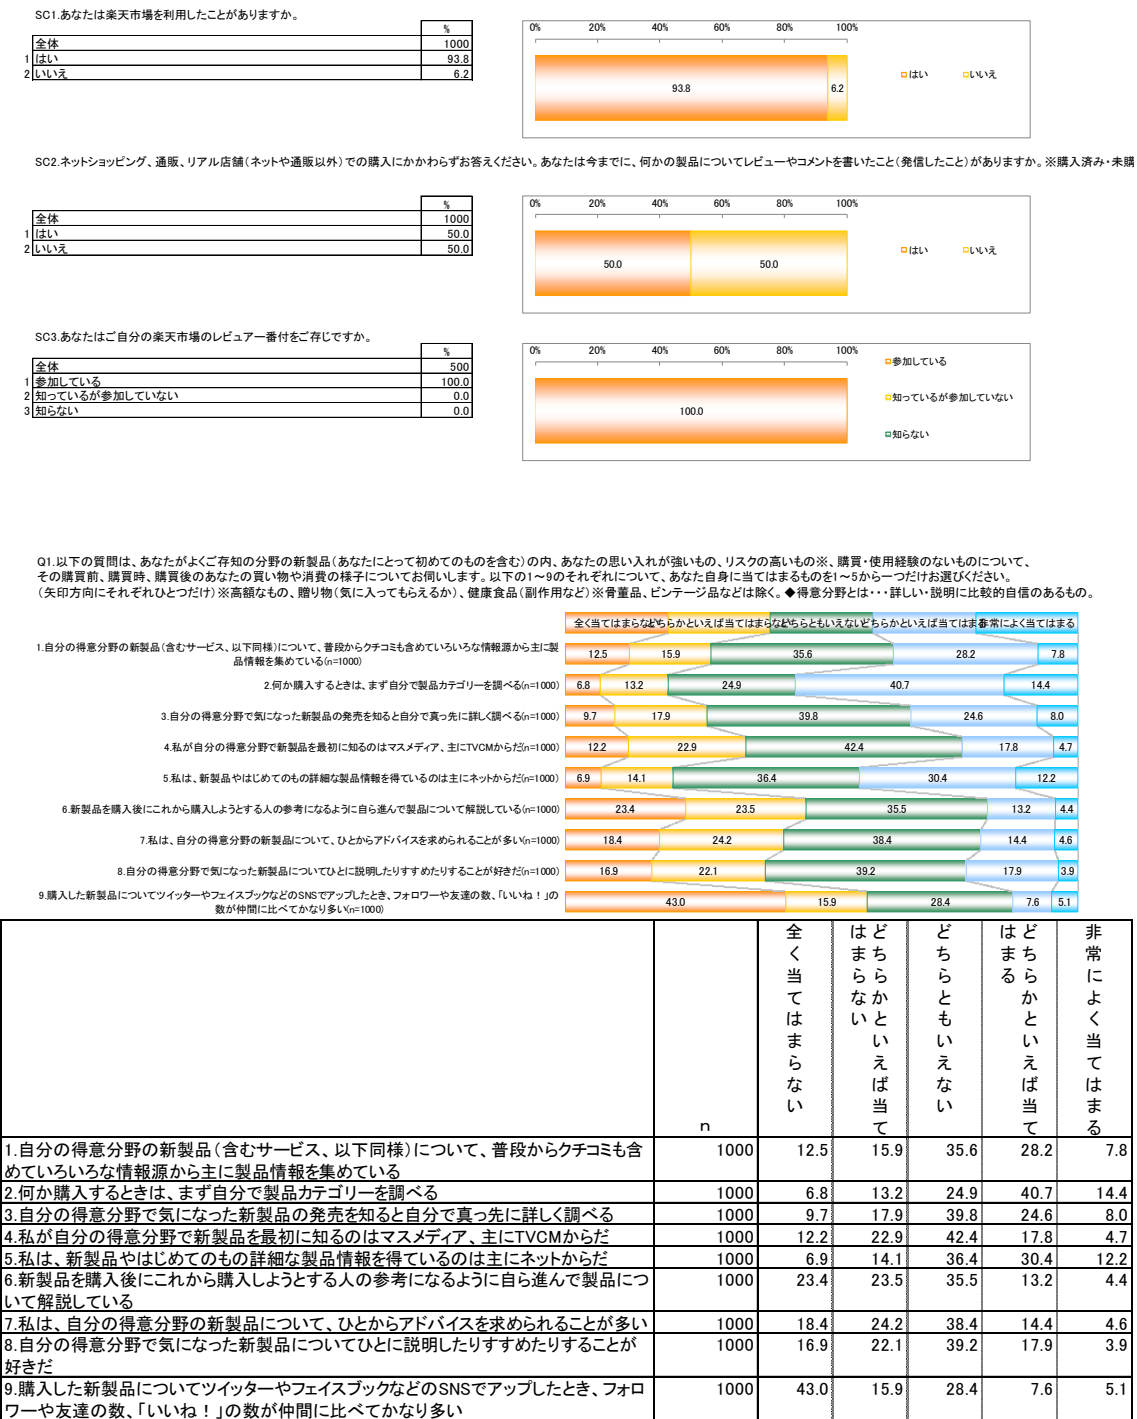 SC1.あなたは楽天市場を利用したことがありますか。
%
全体 1000
1 はい 93.8
2 いいえ 6.2
0% 20% 40% 60% 80% 100%
93.8 6.2
はい いいえ
SC2.ネットショッピング、通販、リアル店舗(ネットや通販以外)での購入にかかわらずお答えください。あなたは今までに、何かの製品についてレビューやコメントを書いたこと(発信したこと)がありますか。※購入済み・未購
%
全体 1000
1 はい 50.0
2 いいえ 50.0
0% 20% 40% 60% 80% 100%
50.0 50.0
はい いいえ
SC3.あなたはご自分の楽天市場のレビュアー番付をご存じですか。
%
全体 500
1 参加している 100.0
2 知っているが参加していない 0.0
3 知らない 0.0
0% 20% 40% 60% 80% 100%
100.0
参加している
知っているが参加していない
知らない
Q1.以下の質問は、あなたがよくご存知の分野の新製品(あなたにとって初めてのものを含む)の内、あなたの思い入れが強いもの、リスクの高いもの※、購買・使用経験のないものについて、
その購買前、購買時、購買後のあなたの買い物や消費の様子についてお伺いします。以下の1~9のそれぞれについて、あなた自身に当てはまるものを1~5から一つだけお選びください。
(矢印方向にそれぞれひとつだけ)※高額なもの、贈り物(気に入ってもらえるか)、健康食品(副作用など)※骨董品、ビンテージ品などは除く。◆得意分野とは・・・詳しい・説明に比較的自信のあるもの。
全く当てはまらない どちらかといえば当てはまらない どちらともいえない どちらかといえば当てはまる 非常によく当てはまる
1.自分の得意分野の新製品(含むサービス、以下同様)について、普段からクチコミも含めていろいろな情報源から主に製
品情報を集めている(n=1000)
12.5 15.9 35.6 28.2 7.8
2.何か購入するときは、まず自分で製品カテゴリーを調べる(n=1000) 6.8 13.2 24.9 40.7 14.4
3.自分の得意分野で気になった新製品の発売を知ると自分で真っ先に詳しく調べる(n=1000) 9.7 17.9 39.8 24.6 8.0
4.私が自分の得意分野で新製品を最初に知るのはマスメディア、主にTVCMからだ(n=1000) 12.2 22.9 42.4 17.8 4.7
5.私は、新製品やはじめてのもの詳細な製品情報を得ているのは主にネットからだ(n=1000) 6.9 14.1 36.4 30.4 12.2
6.新製品を購入後にこれから購入しようとする人の参考になるように自ら進んで製品について解説している(n=1000) 23.4 23.5 35.5 13.2 4.4
7.私は、自分の得意分野の新製品について、ひとからアドバイスを求められることが多い(n=1000) 18.4 24.2 38.4 14.4 4.6
8.自分の得意分野で気になった新製品についてひとに説明したりすすめたりすることが好きだ(n=1000) 16.9 22.1 39.2 17.9 3.9
9.購入した新製品についてツイッターやフェイスブックなどのSNSでアップしたとき、フォロワーや友達の数、「いいね!」の
数が仲間に比べてかなり多い(n=1000)
43.0 15.9 28.4 7.6 5.1
n 全く当てはまらない どちらかといえば当てはまらない どちらともいえない どちらかといえば当てはまる 非常によく当てはまる
1.自分の得意分野の新製品(含むサービス、以下同様)について、普段からクチコミも含 1000 12.5 15.9 35.6 28.2 7.8
めていろいろな情報源から主に製品情報を集めている
2.何か購入するときは、まず自分で製品カテゴリーを調べる 1000 6.8 13.2 24.9 40.7 14.4
3.自分の得意分野で気になった新製品の発売を知ると自分で真っ先に詳しく調べる 1000 9.7 17.9 39.8 24.6 8.0
4.私が自分の得意分野で新製品を最初に知るのはマスメディア、主にTVCMからだ 1000 12.2 22.9 42.4 17.8 4.7
5.私は、新製品やはじめてのもの詳細な製品情報を得ているのは主にネットからだ 1000 6.9 14.1 36.4 30.4 12.2
6.新製品を購入後にこれから購入しようとする人の参考になるように自ら進んで製品につ 1000 23.4 23.5 35.5 13.2 4.4
いて解説している
7.私は、自分の得意分野の新製品について、ひとからアドバイスを求められることが多い 1000 18.4 24.2 38.4 14.4 4.6
8.自分の得意分野で気になった新製品についてひとに説明したりすすめたりすることが 1000 16.9 22.1 39.2 17.9 3.9
好きだ
9.購入した新製品についてツイッターやフェイスブックなどのSNSでアップしたとき、フォロ 1000 43.0 15.9 28.4 7.6 5.1
ワーや友達の数、「いいね!」の数が仲間に比べてかなり多い